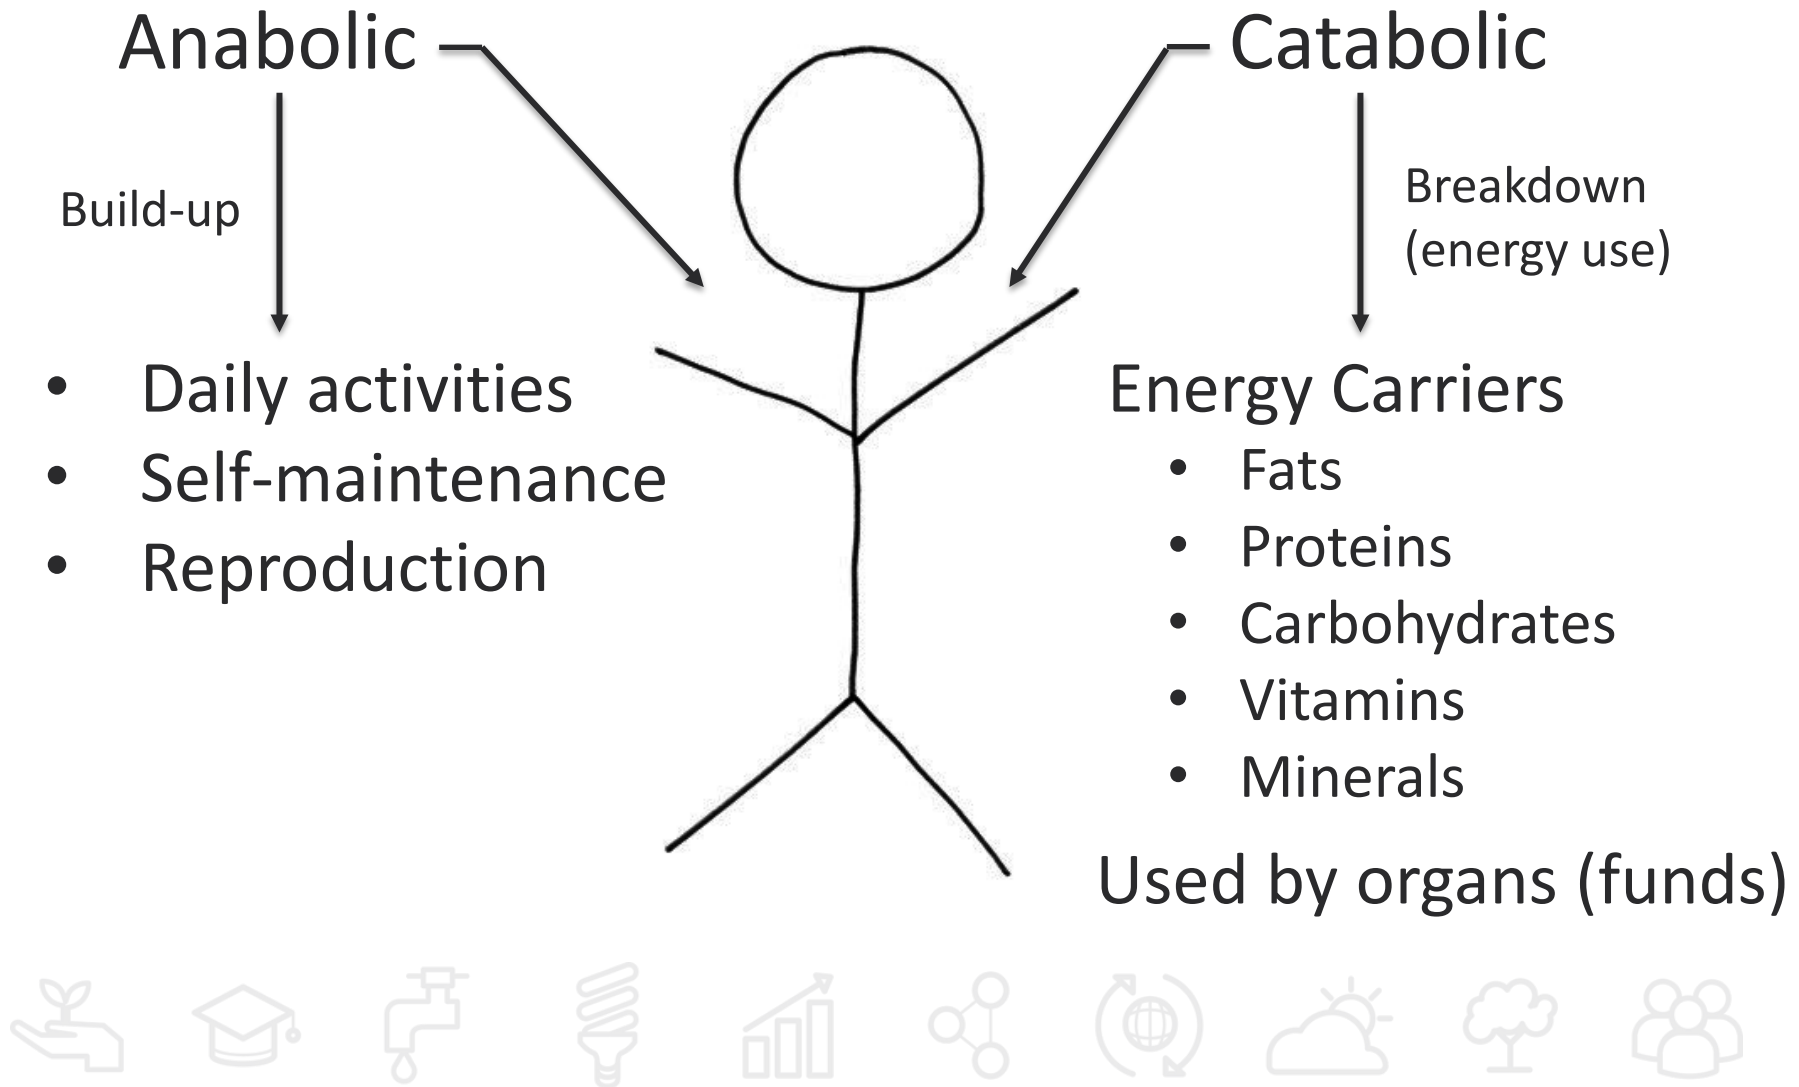 Anabolic
Build-up
• Daily activities
• Self-maintenance
• Reproduction
Catabolic
Breakdown
(energy use)
Energy Carriers
• Fats
• Proteins
• Carbohydrates
• Vitamins
• Minerals
Used by organs (funds)